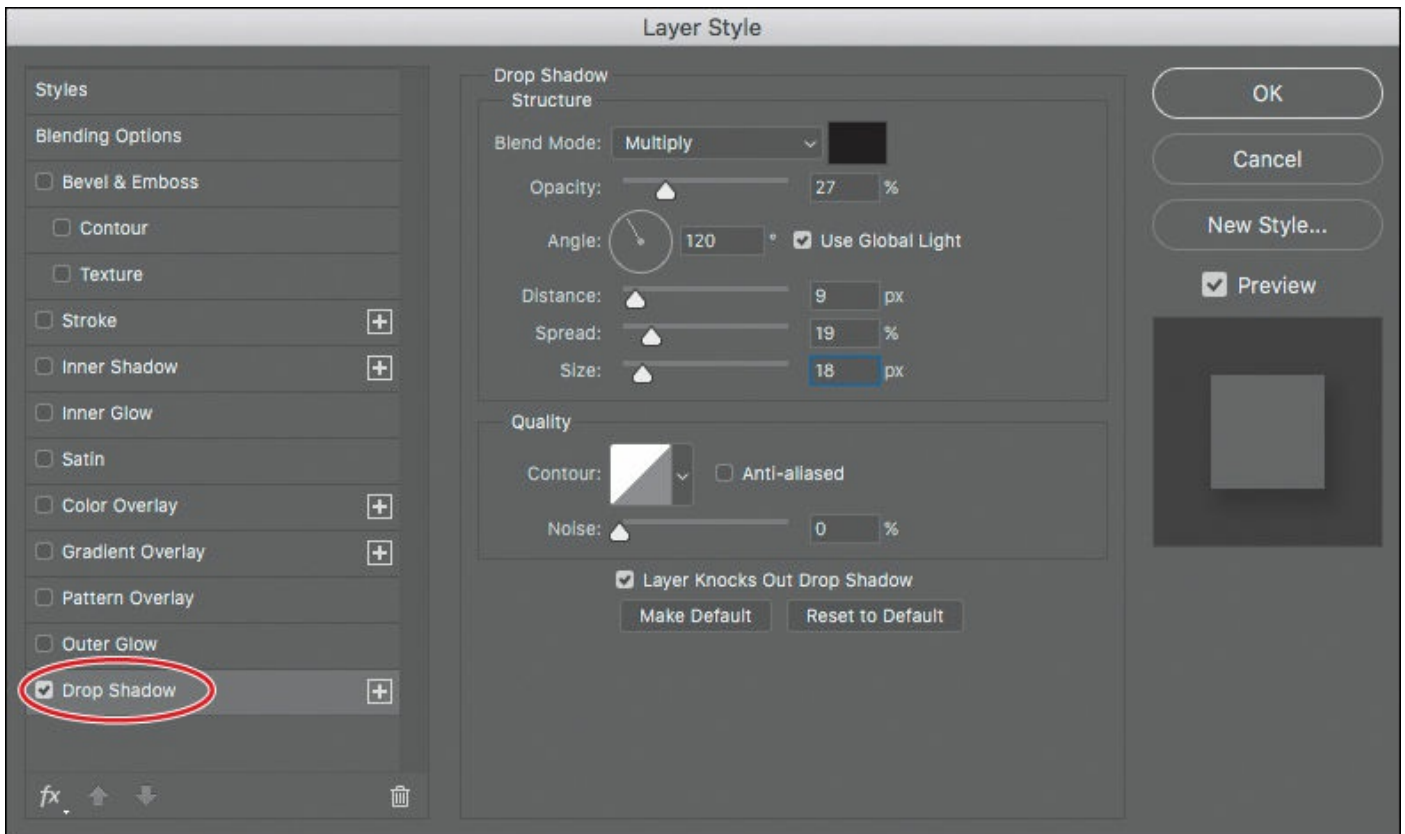 Layer Style
Styles
Blending Options
Bevel & Emboss
Contour
Texture
Stroke
Inner Shadow
Inner Glow
Satin
Color Overlay
Gradient Overlay
Pattern Overlay
Outer Glow
Drop Shadow
fx
Drop Shadow
Structure
Blend Mode: Multiply
Opacity: 27 %
Angle: 120 ° Use Global Light
Distance: 9 px
Spread: 19 %
Size: 18 px
Quality
Contour: Anti-aliased
Noise: 0 %
Layer Knocks Out Drop Shadow
Make Default Reset to Default
OK
Cancel
New Style...
Preview